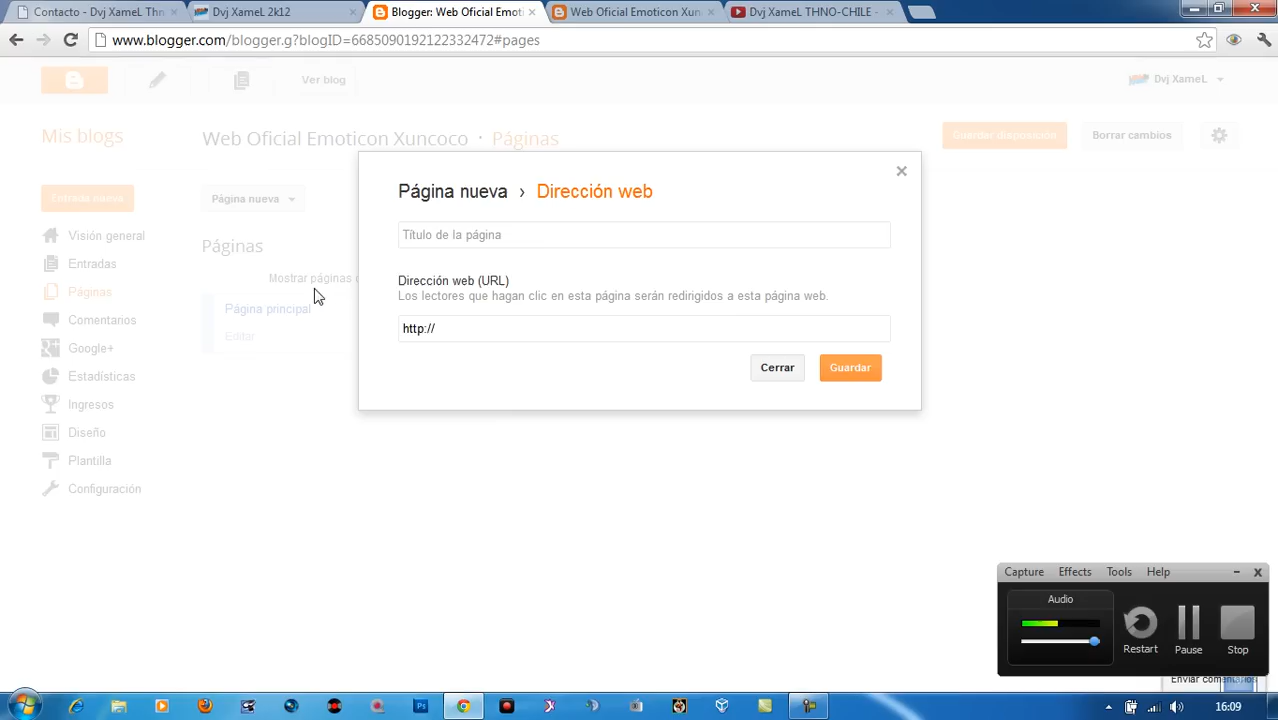 Contacto - Dvj XameL Thn
Dvj XameL 2k12
Blogger: Web Oficial Emoti
Web Oficial Emoticon Xun
Dvj XameL THNO-CHILE -
www.blogger.com/blogger.g?blogID=6685090192122332472#pages
Ver blog
Dvj XameL
Mis blogs
Web Oficial Emoticon Xuncoco · Páginas
Guardar disposición
Borrar cambios
Entrada nueva
Página nueva
Visión general
Entradas
Páginas
Comentarios
Google+
Estadísticas
Ingresos
Diseño
Plantilla
Configuración
Páginas
Mostrar páginas
Página principal
Editar
Página nueva › Dirección web
Título de la página
Dirección web (URL)
Los lectores que hagan clic en esta página serán redirigidos a esta página web.
http://
Cerrar
Guardar
Capture Effects Tools Help
Audio
Restart
Pause
Stop
Enviar comentarios
16:09